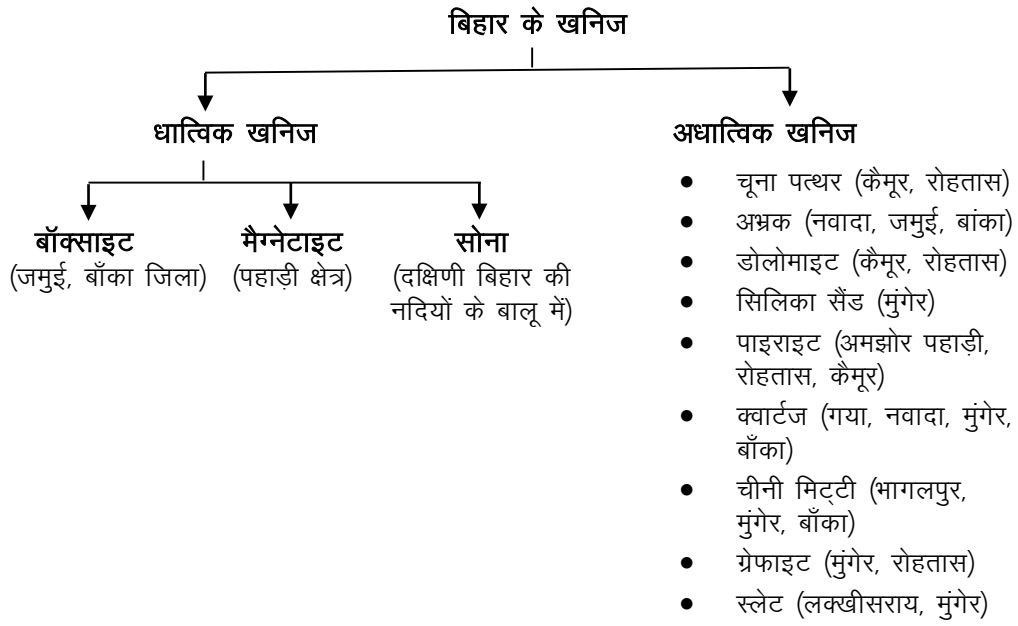 बिहार के खनिज
धात्विक खनिज
बॉक्साइट
(जमुई, बाँका जिला)
मैग्नेटाइट
(पहाड़ी क्षेत्र)
सोना
(दक्षिणी बिहार की
नदियों के बालू में)
अधात्विक खनिज
• चूना पत्थर (कैमूर, रोहतास)
• अभ्रक (नवादा, जमुई, बांका)
• डोलोमाइट (कैमूर, रोहतास)
• सिलिका सैंड (मुंगेर)
• पाइराइट (अमझोर पहाड़ी,
रोहतास, कैमूर)
• क्वार्टज (गया, नवादा, मुंगेर,
बाँका)
• चीनी मिट्टी (भागलपुर,
मुंगेर, बाँका)
• ग्रेफाइट (मुंगेर, रोहतास)
• स्लेट (लक्खीसराय, मुंगेर)